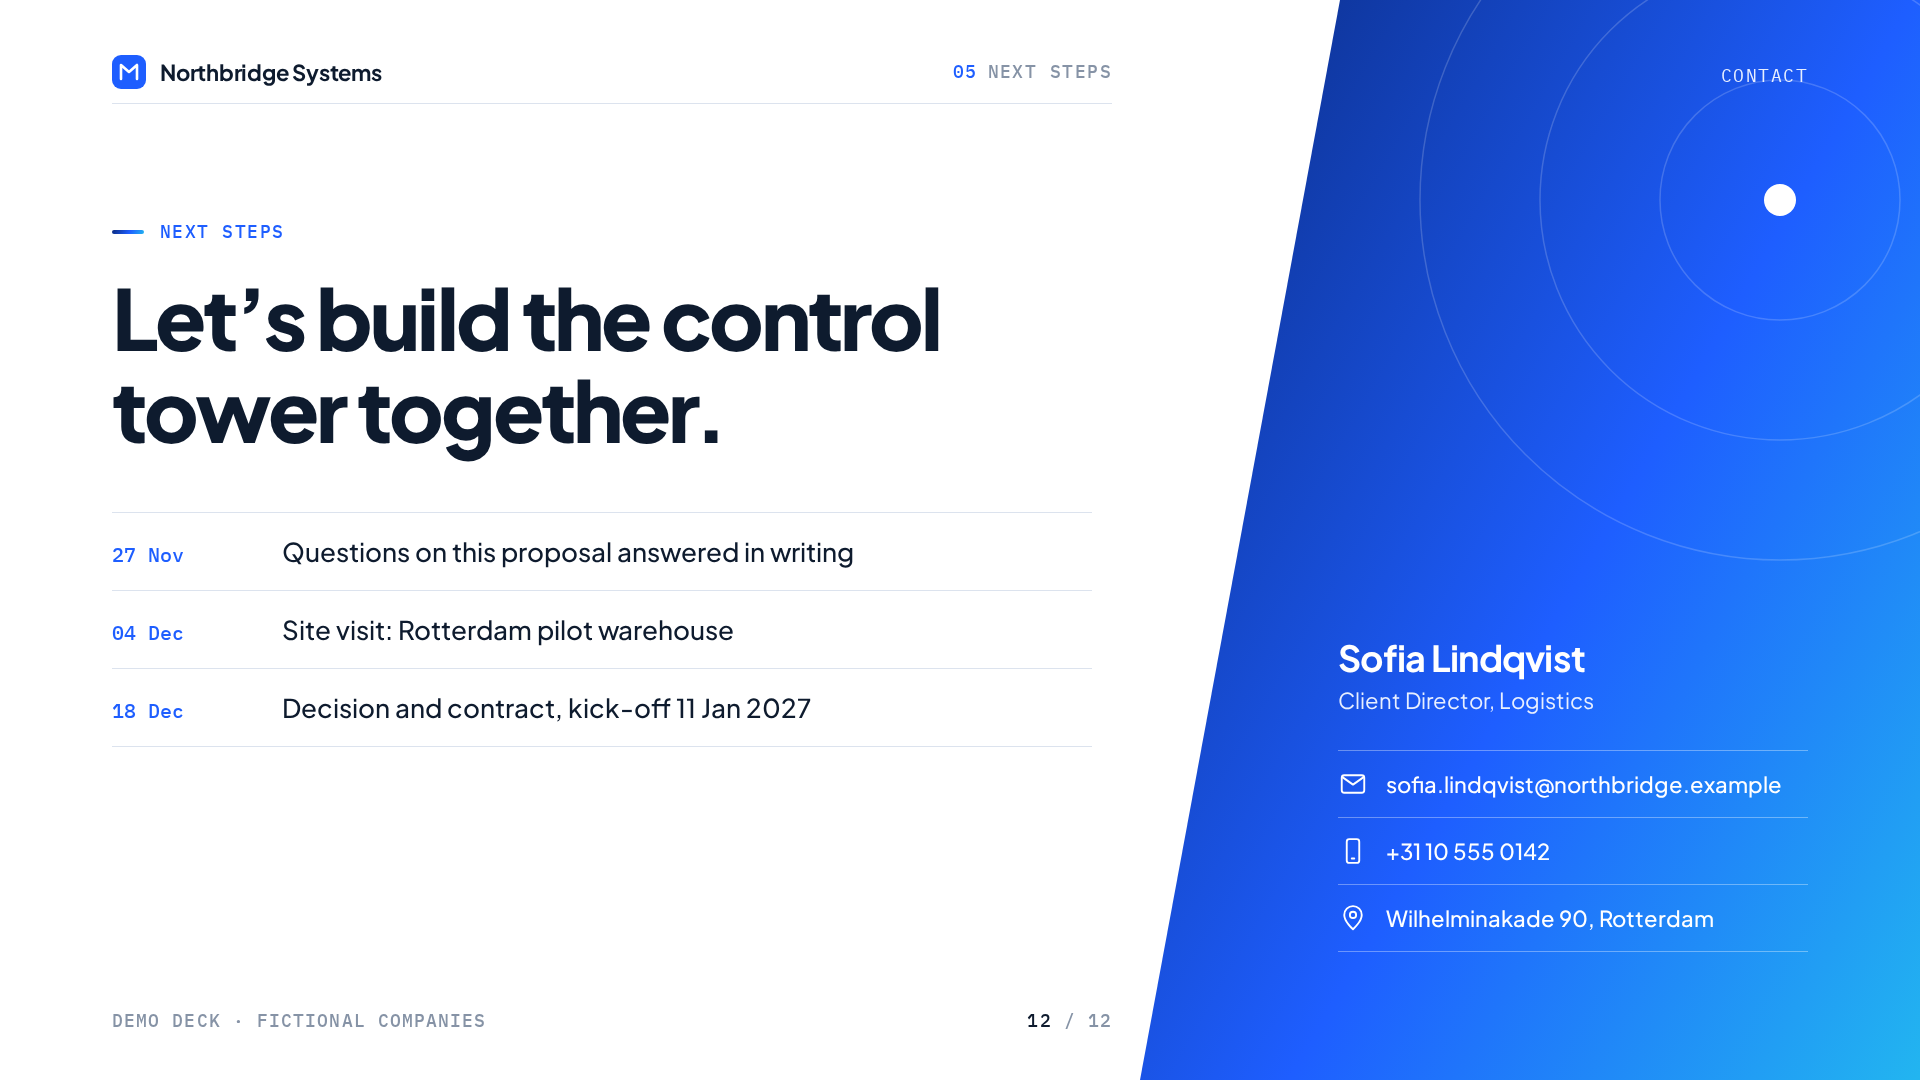 Northbridge Systems
05 NEXT STEPS
NEXT STEPS
Let’s build the control
tower together.
27 Nov Questions on this proposal answered in writing
04 Dec Site visit: Rotterdam pilot warehouse
18 Dec Decision and contract, kick-off 11 Jan 2027
DEMO DECK · FICTIONAL COMPANIES
12 / 12
CONTACT
Sofia Lindqvist
Client Director, Logistics
sofia.lindqvist@northbridge.example
+31 10 555 0142
Wilhelminakade 90, Rotterdam